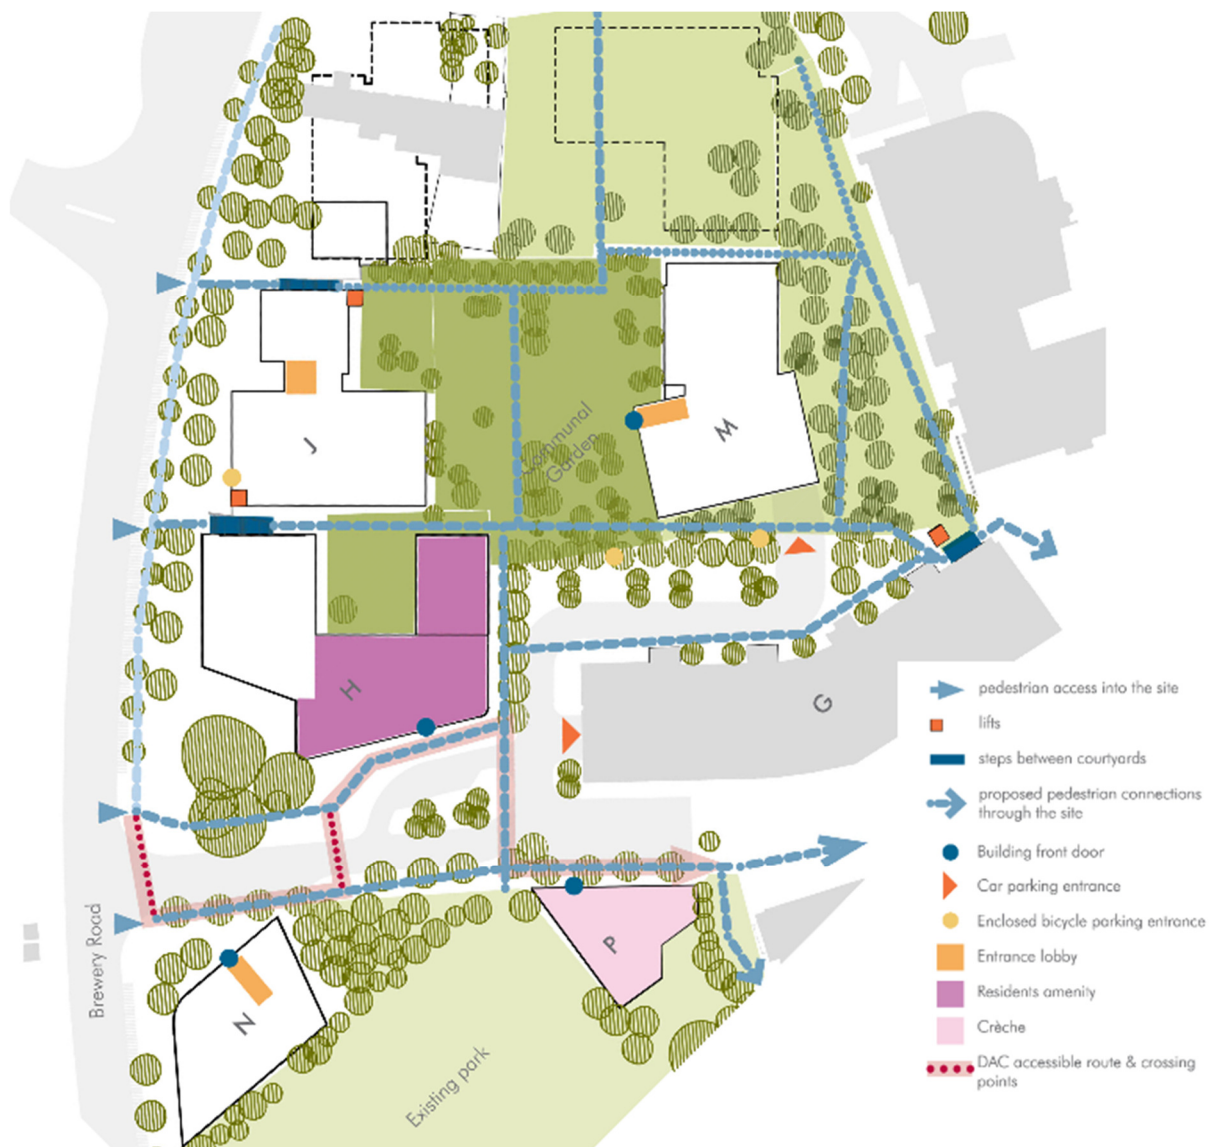 J
Communal
Garden
M
H
G
pedestrian access into the site
lifts
steps between courtyards
proposed pedestrian connections
through the site
Building front door
Car parking entrance
Enclosed bicycle parking entrance
Entrance lobby
Residents amenity
Crèche
DAC accessible route & crossing
points
Brewery Road
P
N
Existing park